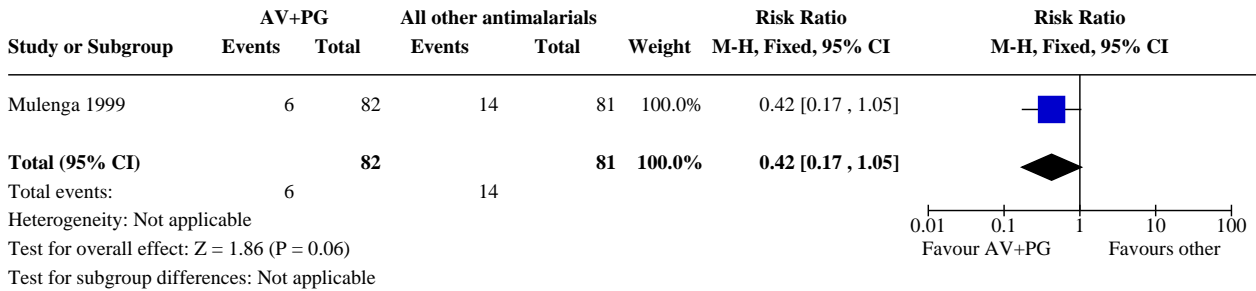 AV+PG All other antimalarials Risk Ratio Risk Ratio
Study or Subgroup Events Total Events Total Weight M-H, Fixed, 95% CI M-H, Fixed, 95% CI
Mulenga 1999 6 82 14 81 100.0% 0.42 [0.17 , 1.05]
Total (95% CI) 82 81 100.0% 0.42 [0.17 , 1.05]
Total events: 6 14
Heterogeneity: Not applicable
Test for overall effect: Z = 1.86 (P = 0.06)
Test for subgroup differences: Not applicable
0.01 0.1 1 10 100
Favour AV+PG Favours other